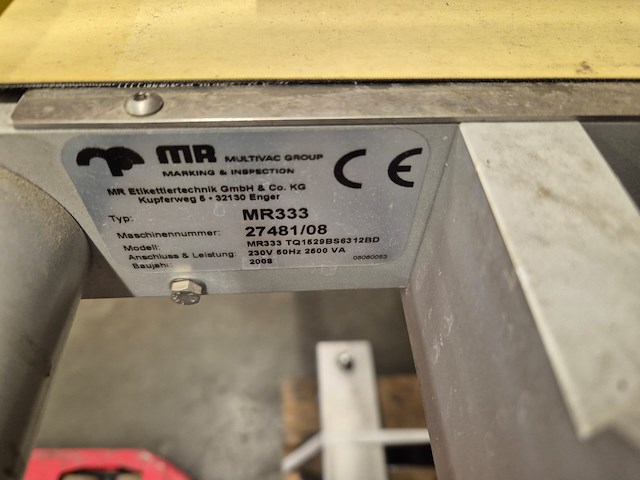 MR MULTIVAC GROUP
MARKING & INSPECTION
CE
MR Etikettiertechnik GmbH & Co. KG
Kupferweg 5 • 32130 Enger
Typ: MR333
Maschinennummer: 27481/08
Modell: MR333 TQ1529BS6312BD
Anschluss & Leistung: 230V 50Hz 2500 VA
Baujahr: 2008